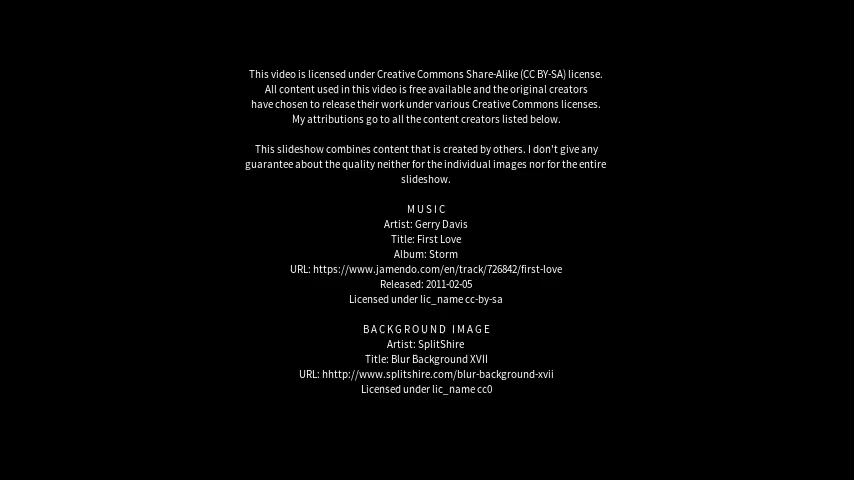 This video is licensed under Creative Commons Share-Alike (CC BY-SA) license.
All content used in this video is free available and the original creators
have chosen to release their work under various Creative Commons licenses.
My attributions go to all the content creators listed below.
This slideshow combines content that is created by others. I don't give any
guarantee about the quality neither for the individual images nor for the entire
slideshow.
MUSIC
Artist: Gerry Davis
Title: First Love
Album: Storm
URL: https://www.jamendo.com/en/track/726842/first-love
Released: 2011-02-05
Licensed under lic_name cc-by-sa
BACKGROUND IMAGE
Artist: SplitShire
Title: Blur Background XVII
URL: hhttp://www.splitshire.com/blur-background-xvii
Licensed under lic_name cc0